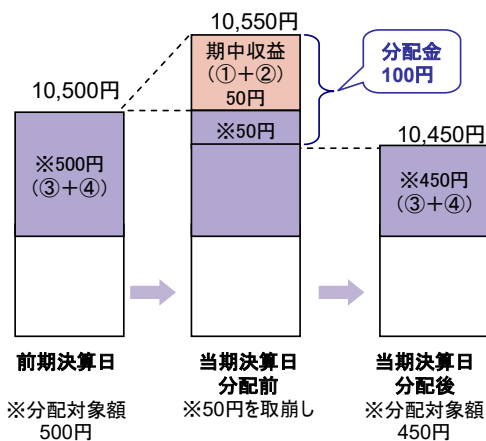 10,550円
期中収益
(①+②)
50円
分配金
100円
10,500円
※50円
10,450円
※500円
(③+④)
※450円
(③+④)
前期決算日
当期決算日
分配前
当期決算日
分配後
※分配対象額
500円
※50円を取崩し
※分配対象額
450円